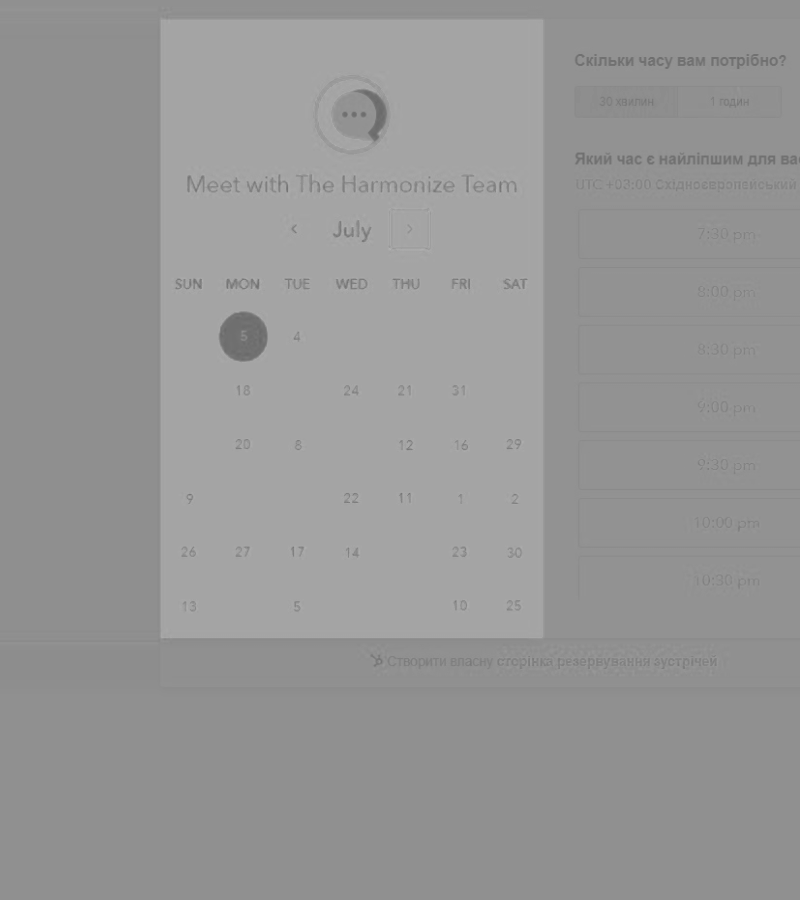 Meet with The Harmonize Team
July
SUN MON TUE WED THU FRI SAT
5 4
18 24 21 31
20 8 12 16 29
9 22 11 1 2
26 27 17 14 23 30
13 5 10 25
Скільки часу вам потрібно?
30 хвилин 1 годин
Який час є найліпшим для
UTC +03:00 Східноєвропейський
7:30 pm
8:00 pm
8:30 pm
9:00 pm
9:30 pm
10:00 pm
10:30 pm
Створити власну сторінка резервування зустрічей